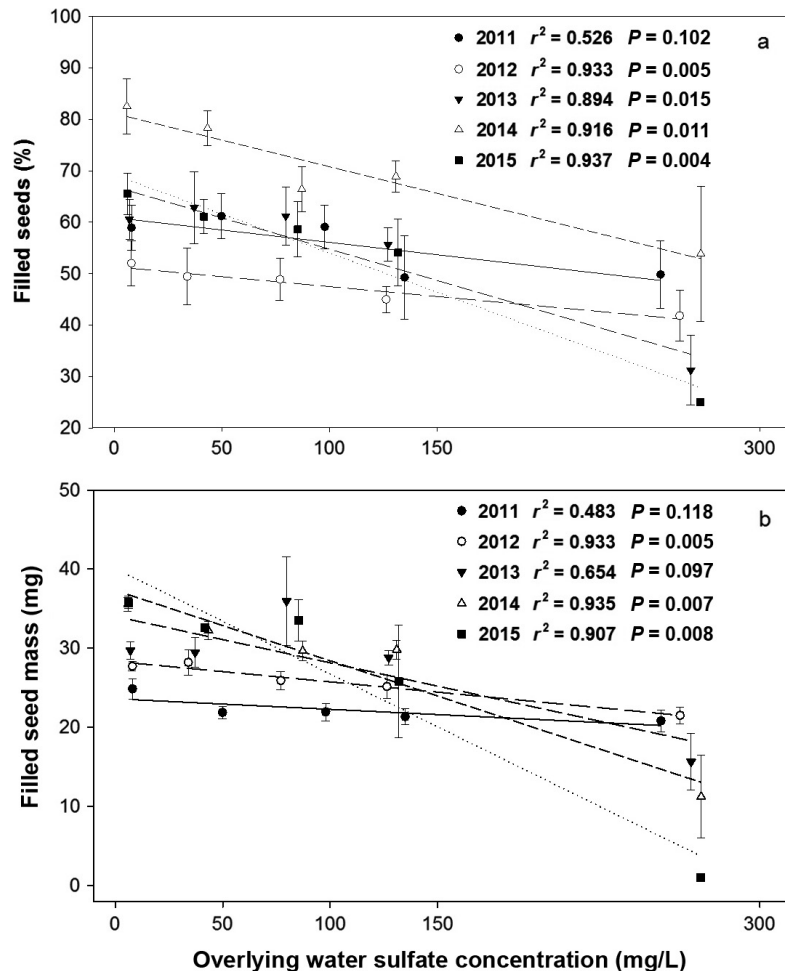 100
90
80
70
60
50
40
30
20
Filled seeds (%)
2011 r² = 0.526 P = 0.102
2012 r² = 0.933 P = 0.005
2013 r² = 0.894 P = 0.015
2014 r² = 0.916 P = 0.011
2015 r² = 0.937 P = 0.004
a
0 50 100 150 300
50
40
30
20
10
0
Filled seed mass (mg)
2011 r² = 0.483 P = 0.118
2012 r² = 0.933 P = 0.005
2013 r² = 0.654 P = 0.097
2014 r² = 0.935 P = 0.007
2015 r² = 0.907 P = 0.008
b
0 50 100 150 300
Overlying water sulfate concentration (mg/L)